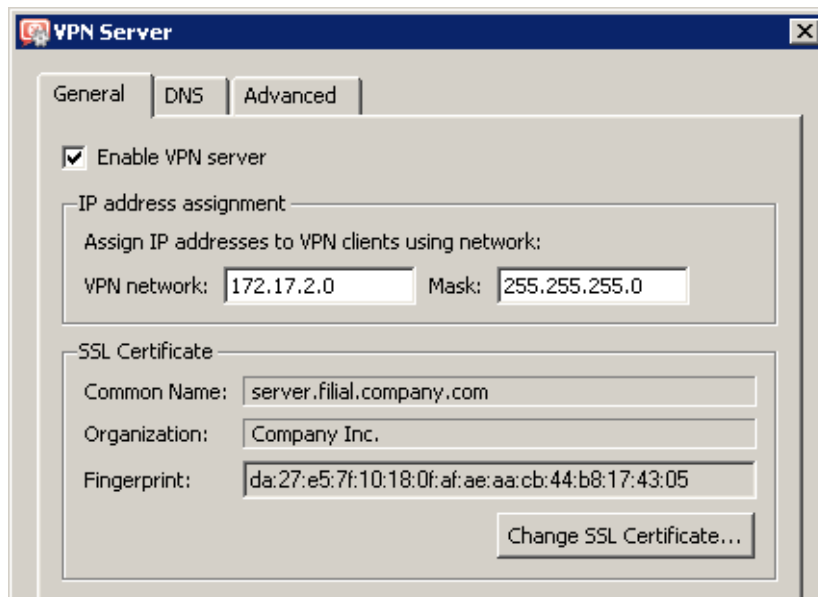 VPN Server
General DNS Advanced
Enable VPN server
IP address assignment
Assign IP addresses to VPN clients using network:
VPN network: 172.17.2.0 Mask: 255.255.255.0
SSL Certificate
Common Name: server.filial.company.com
Organization: Company Inc.
Fingerprint: da:27:e5:7f:10:18:0f:af:ae:aa:cb:44:b8:17:43:05
Change SSL Certificate...